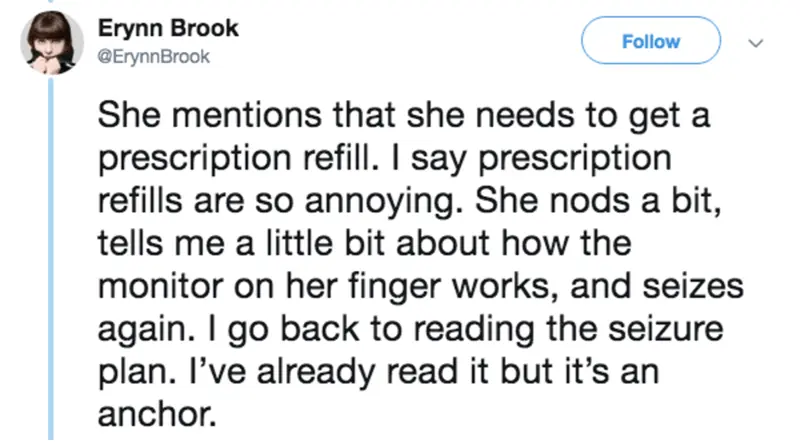 Erynn Brook
@ErynnBrook
Follow
She mentions that she needs to get a
prescription refill. I say prescription
refills are so annoying. She nods a bit,
tells me a little bit about how the
monitor on her finger works, and seizes
again. I go back to reading the seizure
plan. I’ve already read it but it’s an
anchor.